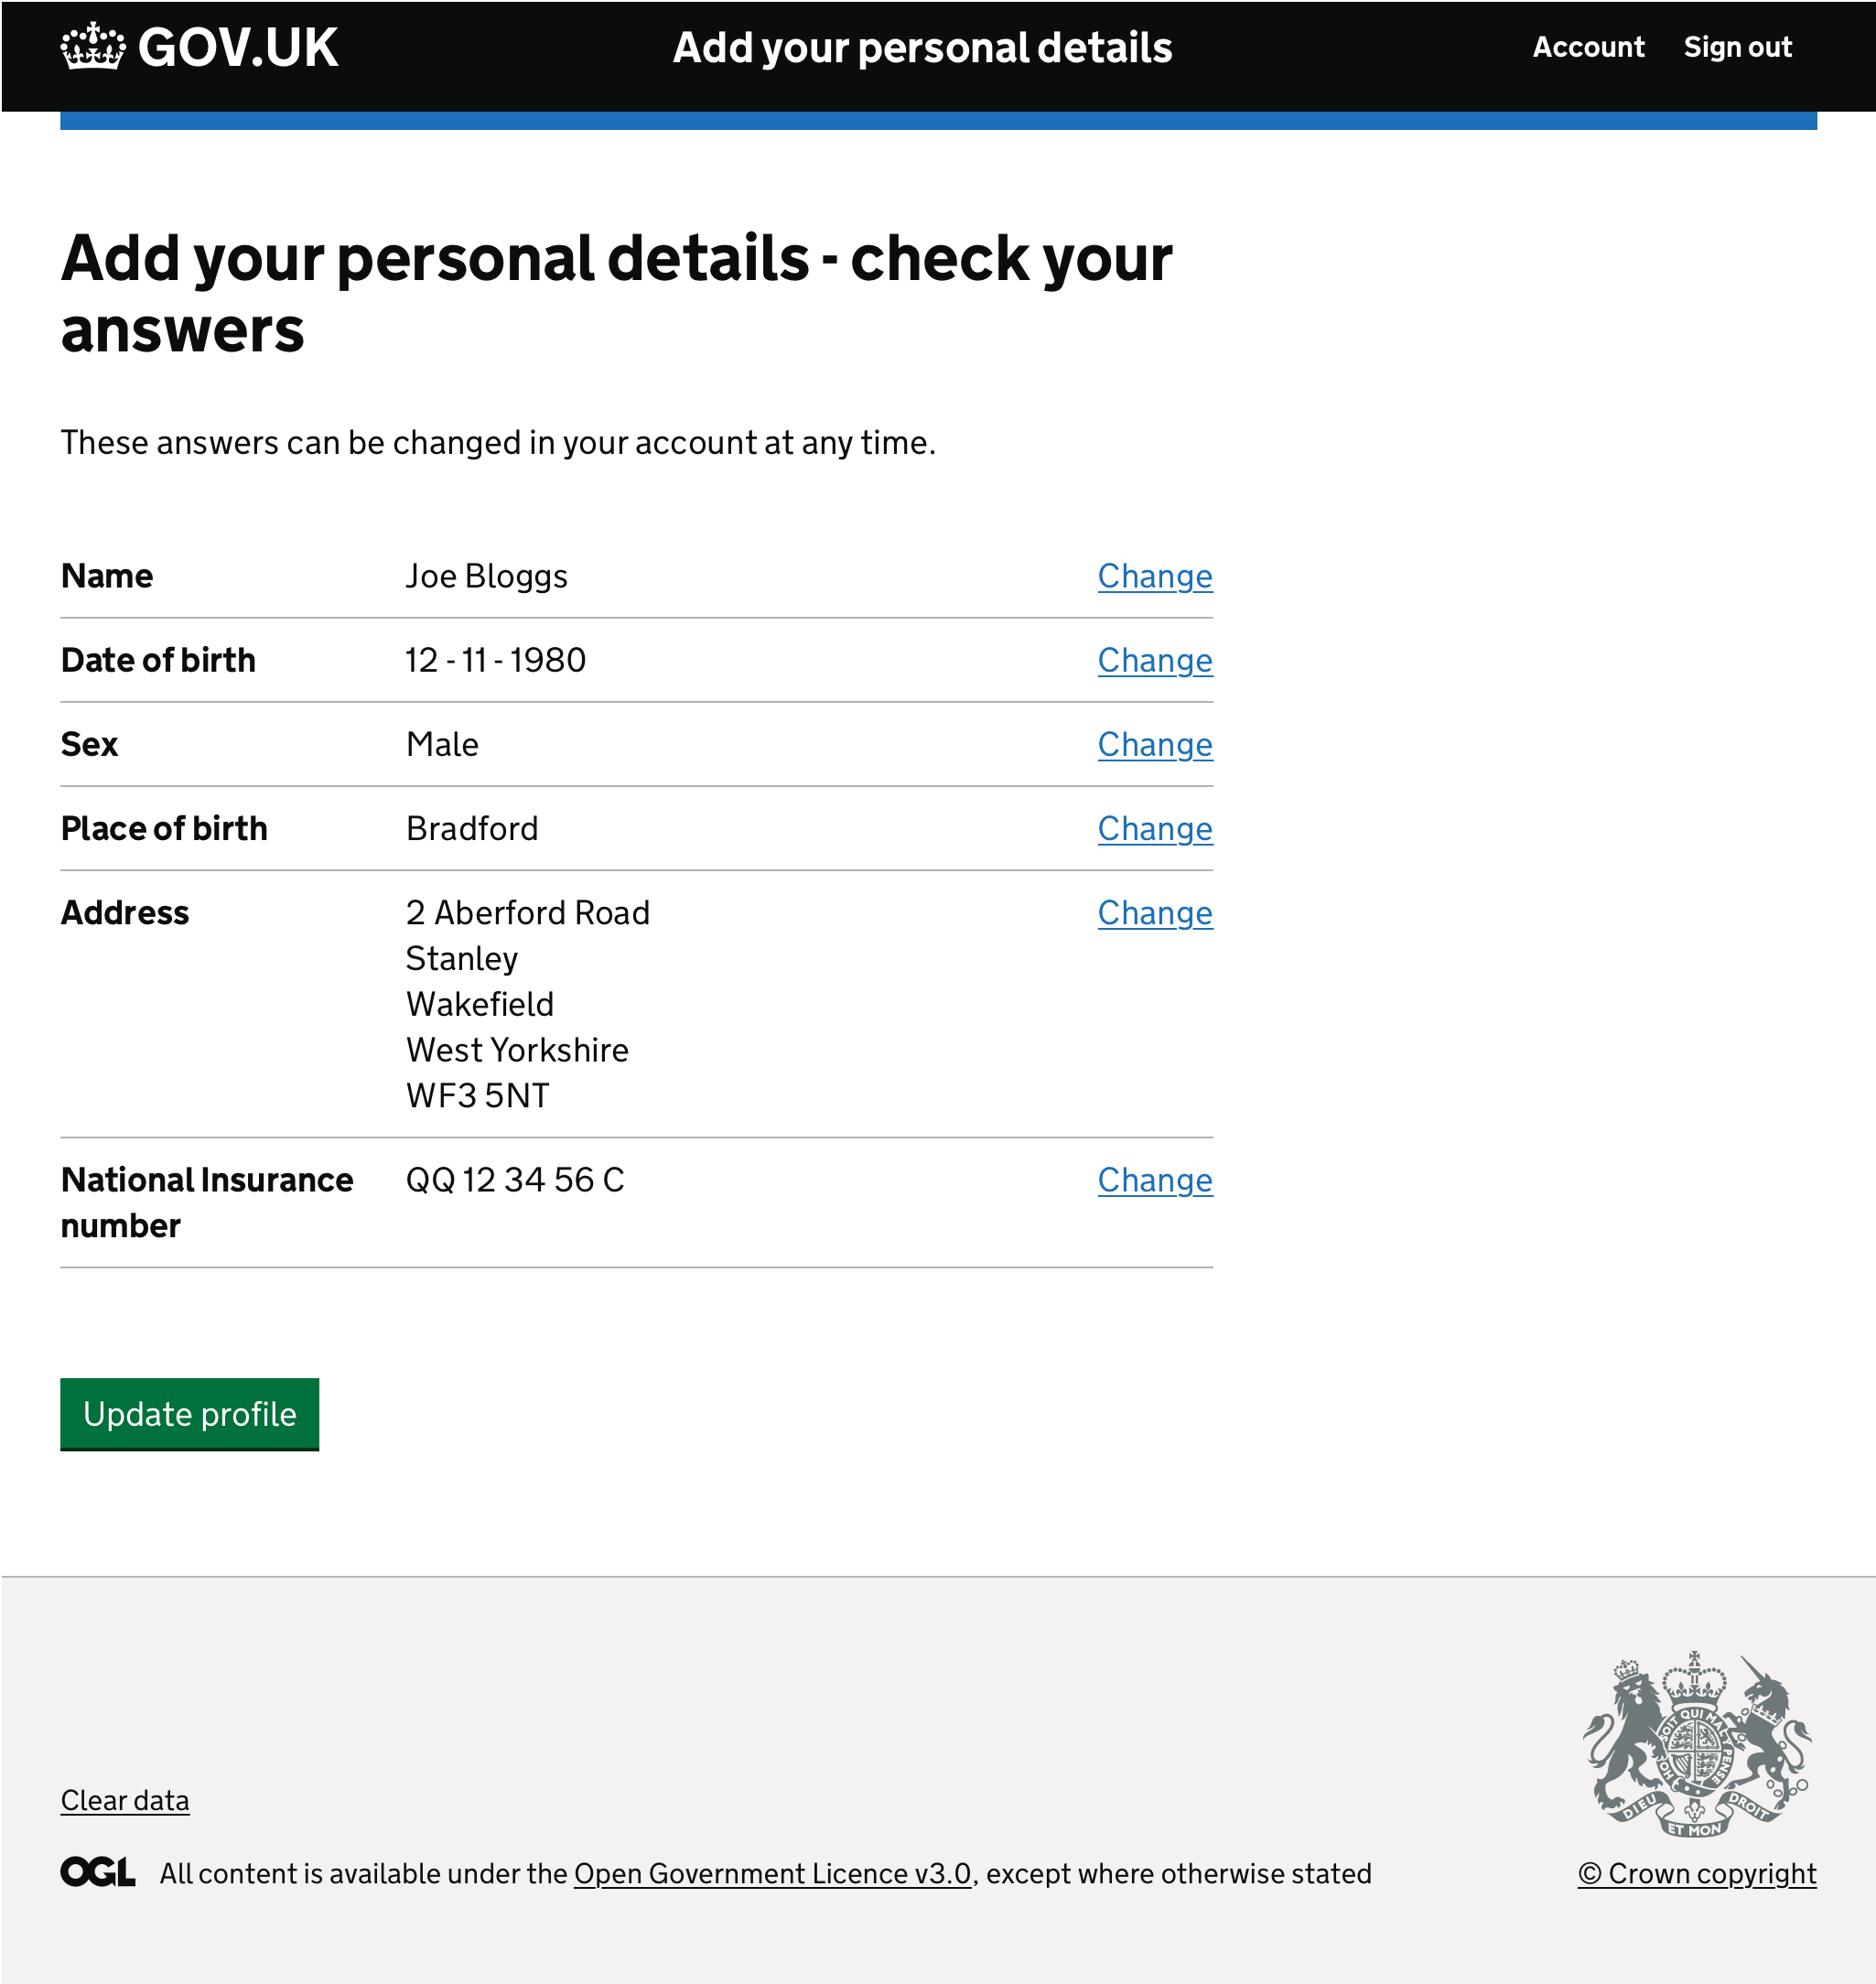 GOV.UK Add your personal details Account Sign out
Add your personal details - check your
answers
These answers can be changed in your account at any time.
Name Joe Bloggs Change
Date of birth 12 - 11 - 1980 Change
Sex Male Change
Place of birth Bradford Change
Address 2 Aberford Road Change
Stanley
Wakefield
West Yorkshire
WF3 5NT
National Insurance QQ 12 34 56 C Change
number
Update profile
SOIT QUI MAL
PENSE
DIEU ET MON DROIT
Clear data
OGL All content is available under the Open Government Licence v3.0, except where otherwise stated © Crown copyright